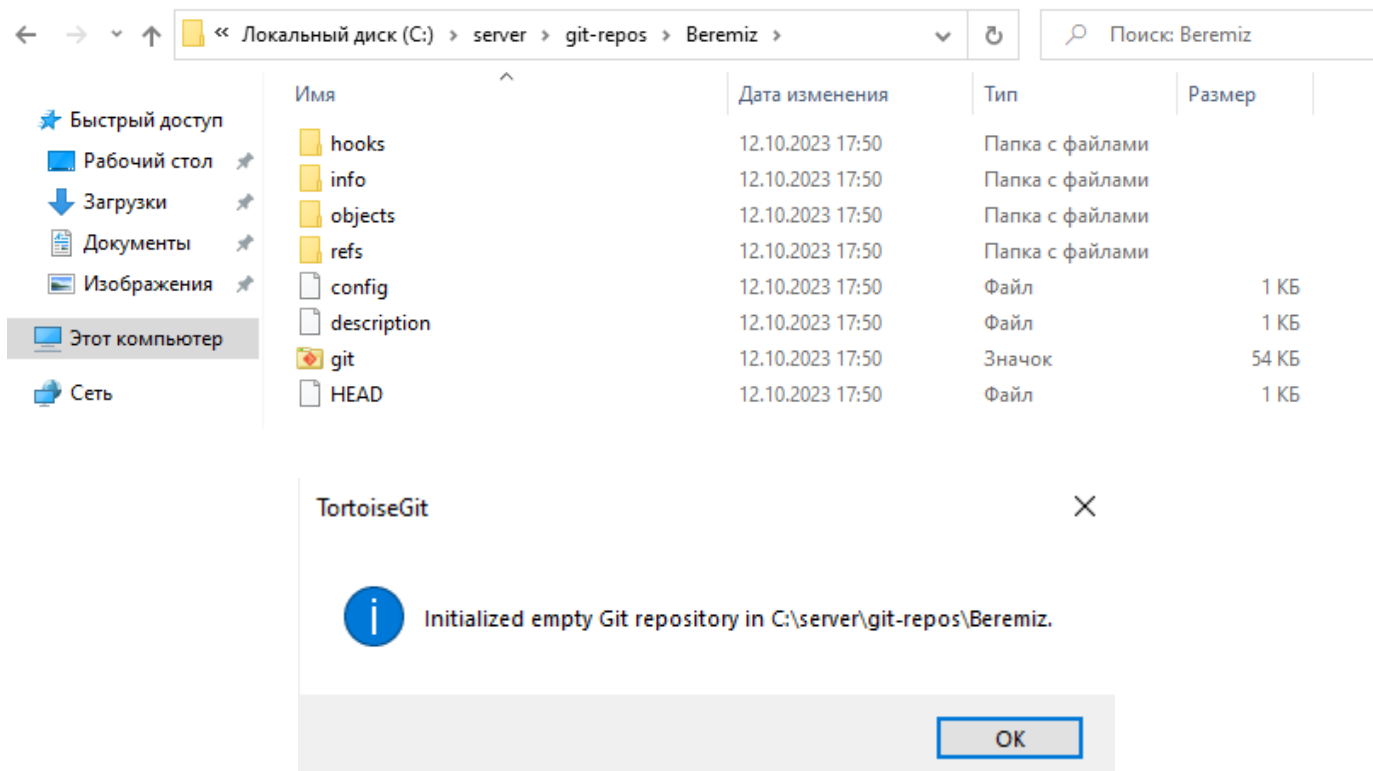 « Локальный диск (C:) › server › git-repos › Beremiz ›
Поиск: Beremiz
Быстрый доступ
Рабочий стол
Загрузки
Документы
Изображения
Этот компьютер
Сеть
Имя Дата изменения Тип Размер
hooks 12.10.2023 17:50 Папка с файлами
info 12.10.2023 17:50 Папка с файлами
objects 12.10.2023 17:50 Папка с файлами
refs 12.10.2023 17:50 Папка с файлами
config 12.10.2023 17:50 Файл 1 КБ
description 12.10.2023 17:50 Файл 1 КБ
git 12.10.2023 17:50 Значок 54 КБ
HEAD 12.10.2023 17:50 Файл 1 КБ
TortoiseGit
Initialized empty Git repository in C:\server\git-repos\Beremiz.
OK